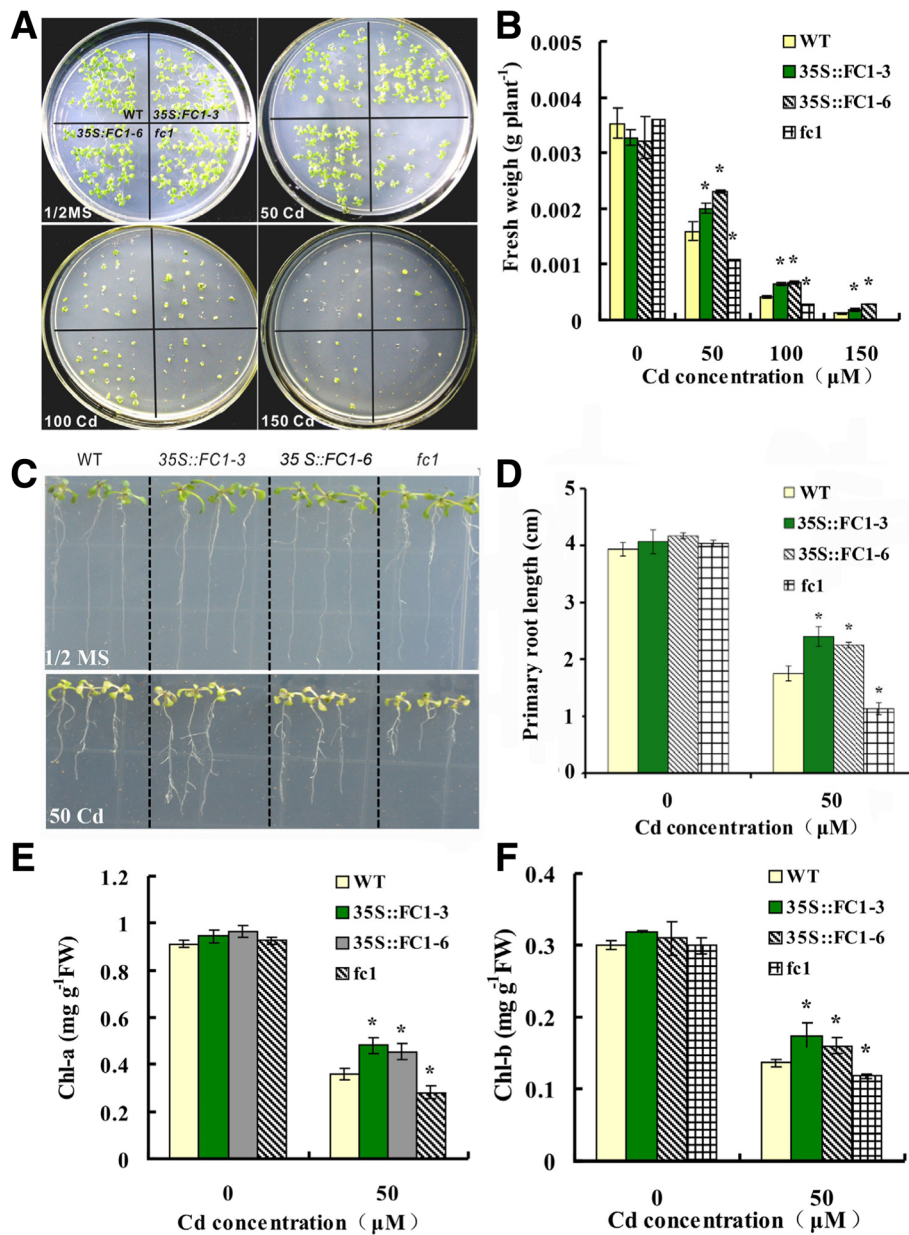 A
WT 35S:FC1-3
35S:FC1-6 fc1
1/2MS
50 Cd
100 Cd
150 Cd
B
Fresh weigh (g plant-1)
0.005
0.004
0.003
0.002
0.001
0
WT
35S::FC1-3
35S::FC1-6
fc1
*
*
*
* *
*
*
*
0 50 100 150
Cd concentration (μM)
C
WT 35S::FC1-3 35 S::FC1-6 fc1
1/2 MS
50 Cd
D
Primary root length (cm)
5
4
3
2
1
0
WT
35S::FC1-3
35S::FC1-6
fc1
* *
*
0 50
Cd concentration (μM)
E
Chl-a (mg g-1FW)
1.2
1
0.8
0.6
0.4
0.2
0
WT
35S::FC1-3
35S::FC1-6
fc1
* *
*
0 50
Cd concentration (μM)
F
Chl-b (mg g-1FW)
0.4
0.3
0.2
0.1
0
WT
35S::FC1-3
35S::FC1-6
fc1
*
*
*
0 50
Cd concentration (μM)